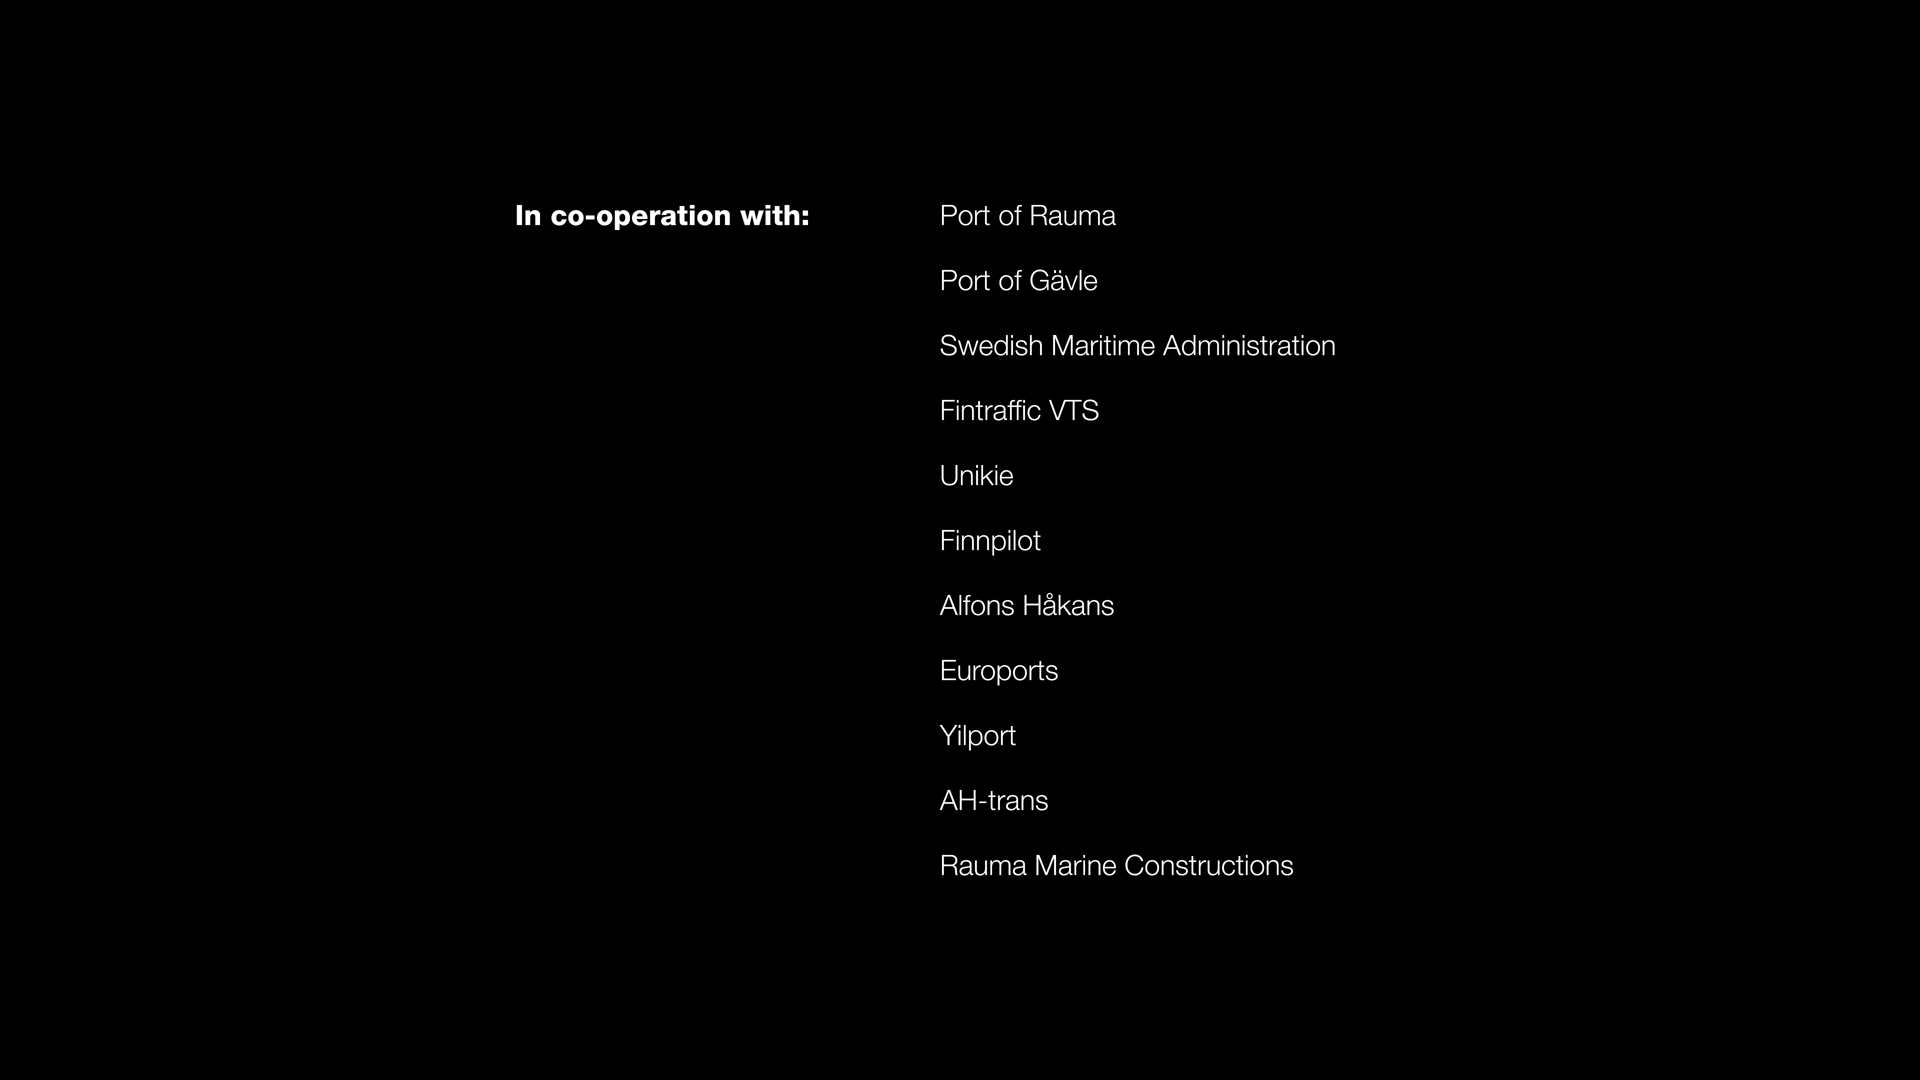 In co-operation with:
Port of Rauma
Port of Gävle
Swedish Maritime Administration
Fintraffic VTS
Unikie
Finnpilot
Alfons Håkans
Euroports
Yilport
AH-trans
Rauma Marine Constructions